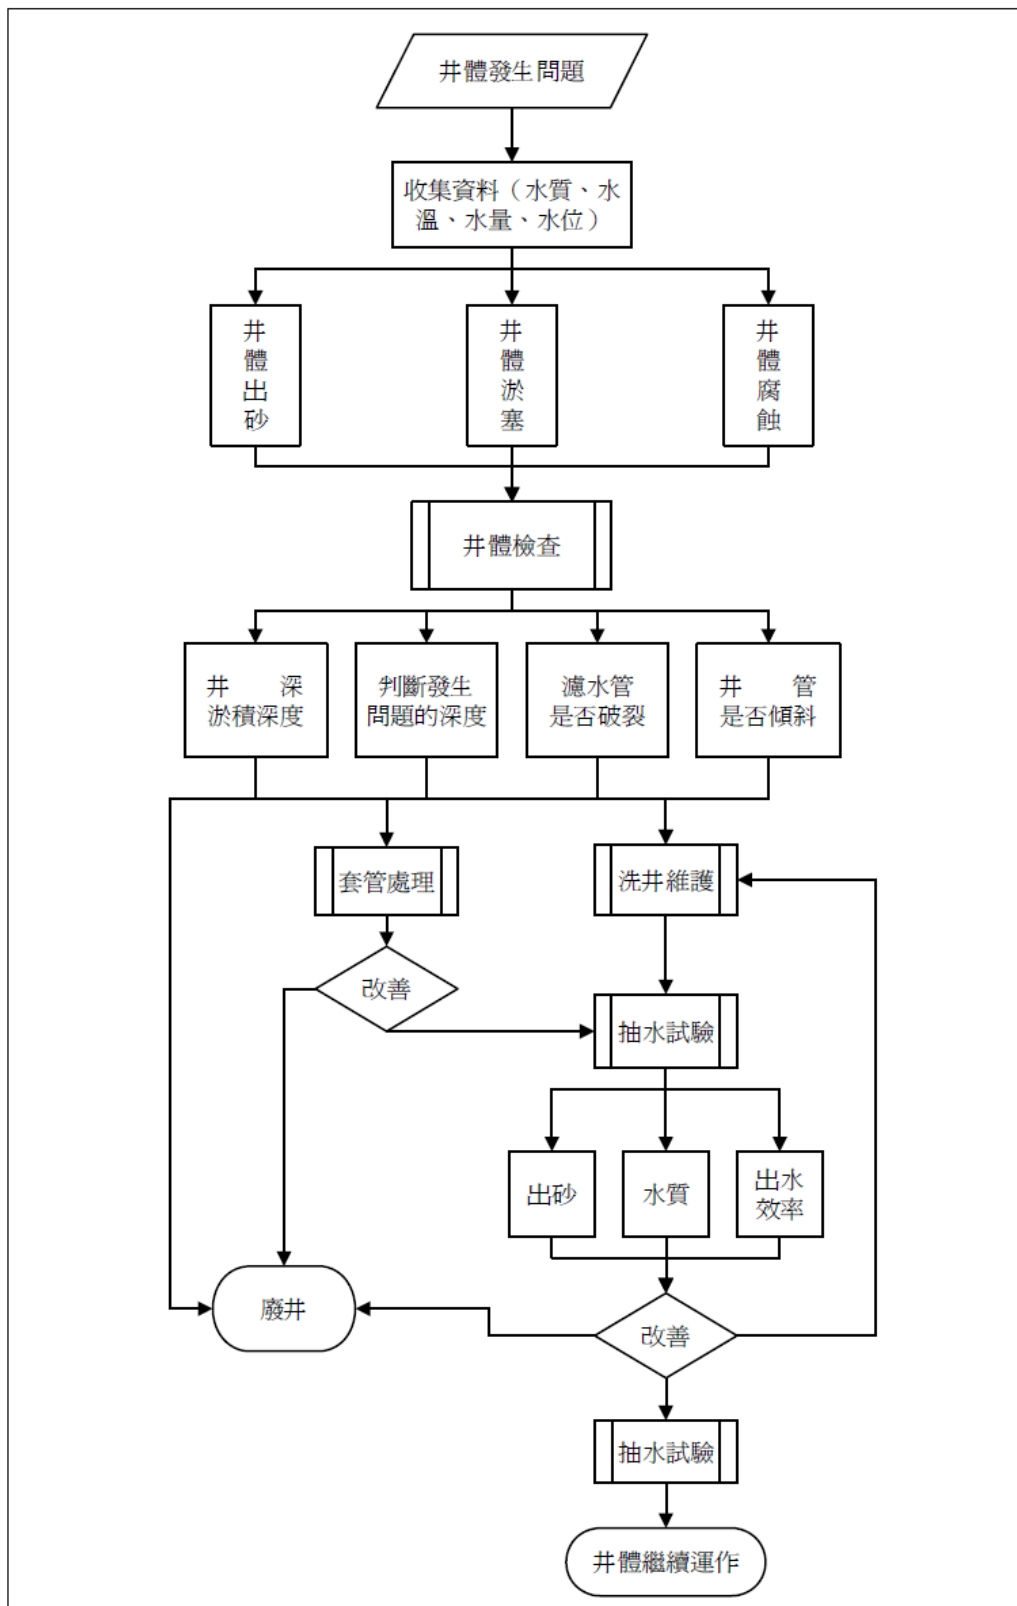 井體發生問題
收集資料（水質、水
溫、水量、水位）
井體出砂
井體淤塞
井體腐蝕
井體檢查
井 深
淤積深度
判斷發生
問題的深度
濾水管
是否破裂
井 管
是否傾斜
套管處理
洗井維護
改善
抽水試驗
出砂
水質
出水
效率
廢井
改善
抽水試驗
井體繼續運作